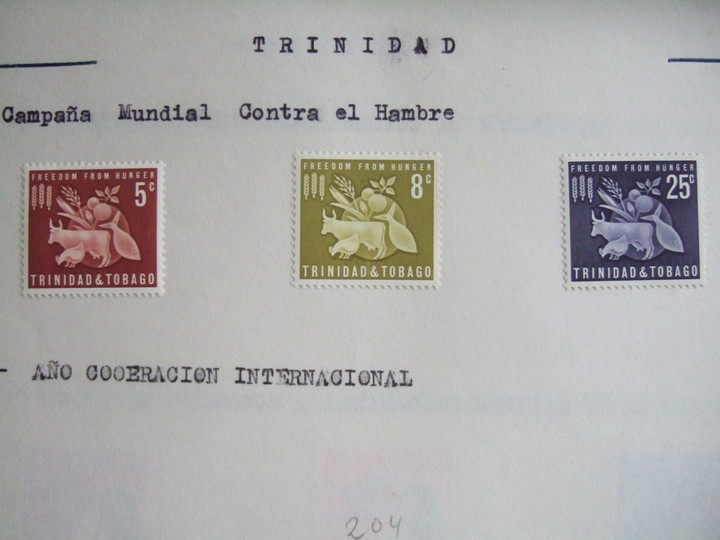 TRINIDAD
Campaña Mundial Contra el Hambre
FREEDOM FROM HUNGER
5c
TRINIDAD & TOBAGO
FREEDOM FROM HUNGER
8c
TRINIDAD & TOBAGO
FREEDOM FROM HUNGER
25c
TRINIDAD & TOBAGO
- AÑO COOERACION INTERNACIONAL
204